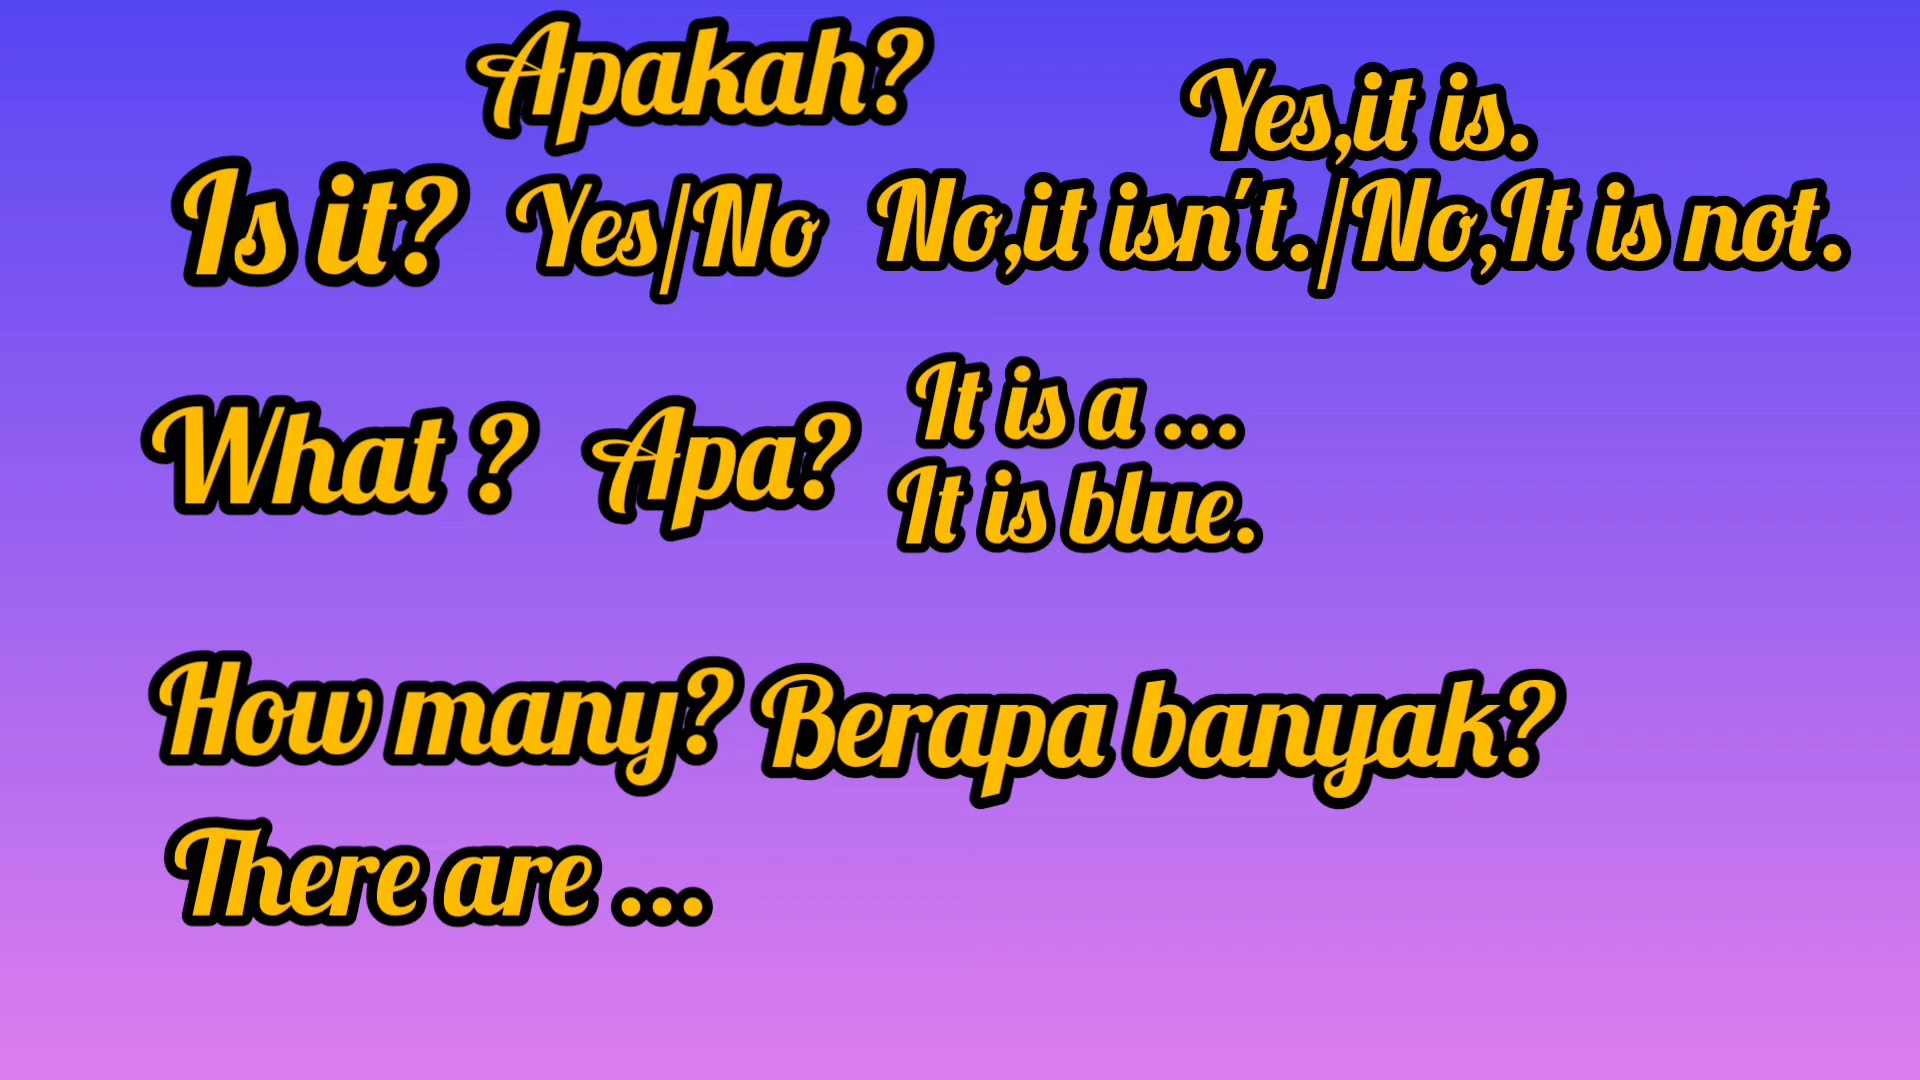 Apakah?
Yes,it is.
Is it? Yes/No No,it isn't./No,It is not.
What ? Apa? It is a ...
It is blue.
How many? Berapa banyak?
There are ...